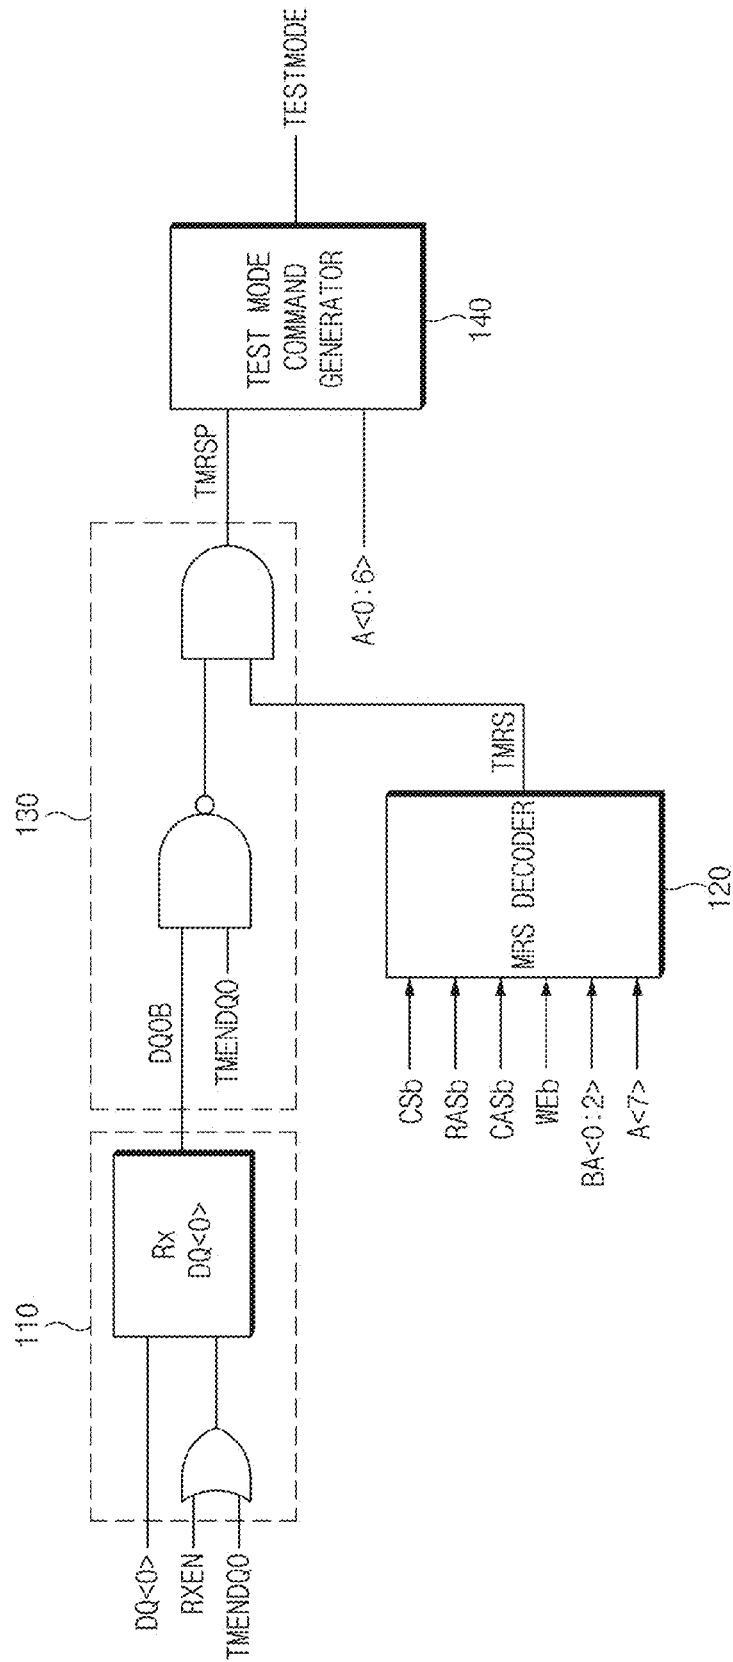 110
DQ<0>
RXEN
TMENDQ0
Rx
DQ<0>
130
DQ0B
TMENDQ0
TMRSP
CSb
RASb
CASb
WEb
BA<0:2>
A<7>
MRS DECODER
120
TMRS
A<0:6>
TEST MODE
COMMAND
GENERATOR
140
TESTMODE